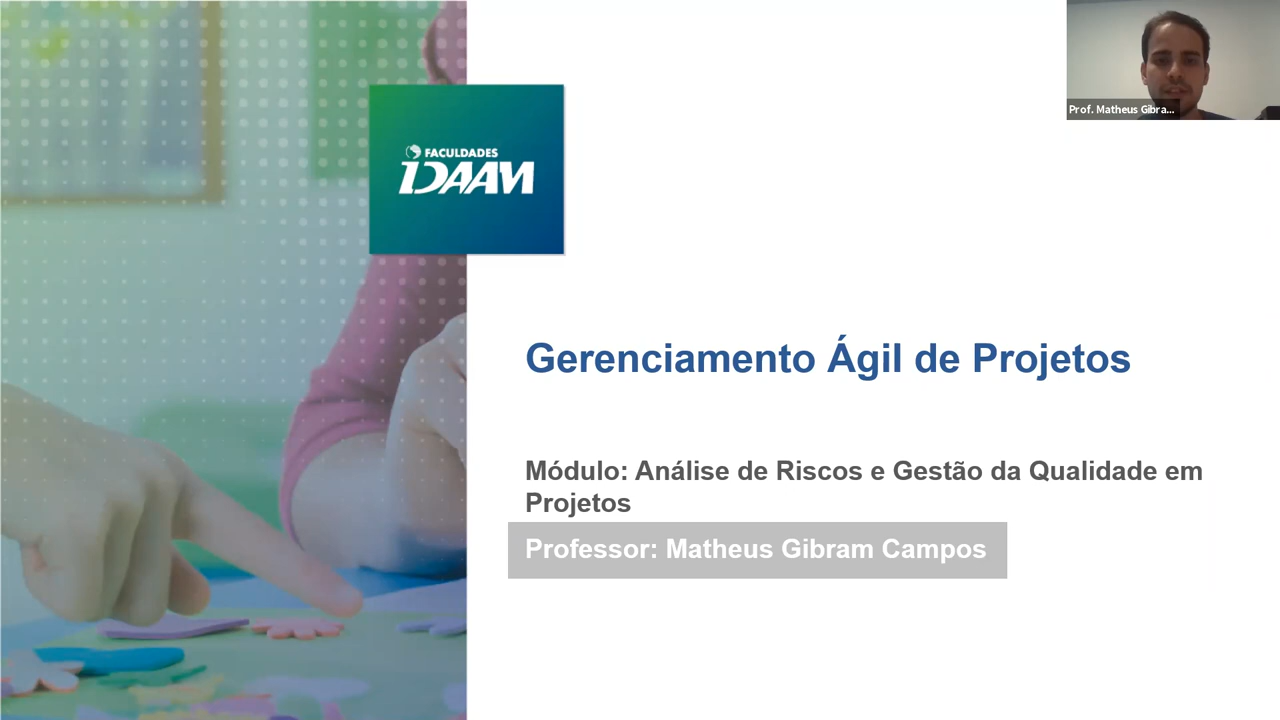 Prof. Matheus Gibra...
FACULDADES
IDAAM
Gerenciamento Ágil de Projetos
Módulo: Análise de Riscos e Gestão da Qualidade em
Projetos
Professor: Matheus Gibram Campos